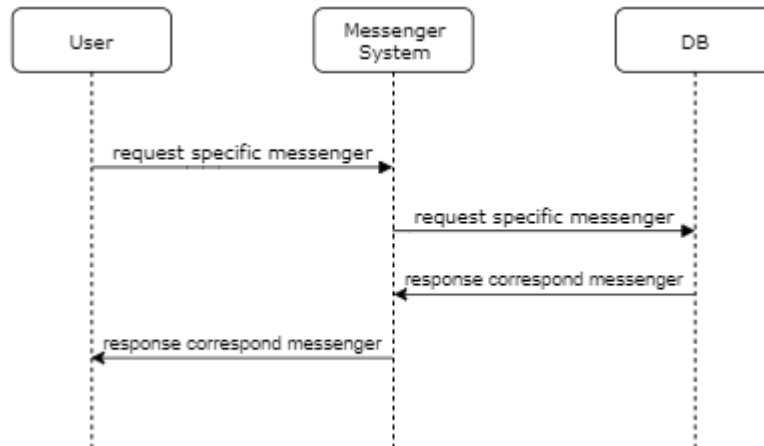 User
Messenger
System
DB
request specific messenger
request specific messenger
response correspond messenger
response correspond messenger